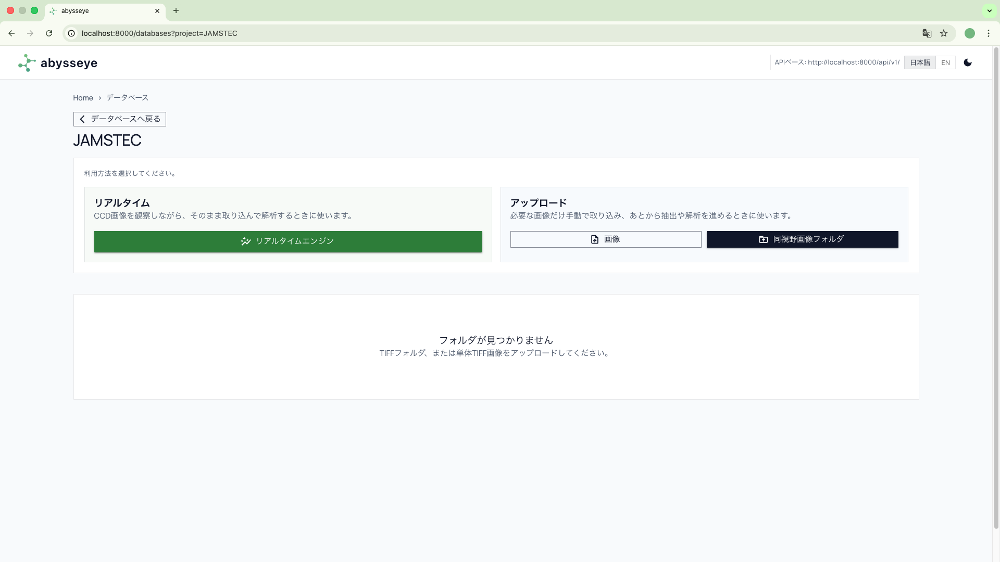 abysseye
localhost:8000/databases?project=JAMSTEC
abysseye
APIベース: http://localhost:8000/api/v1/
日本語
EN
Home › データベース
データベースへ戻る
JAMSTEC
利用方法を選択してください。
リアルタイム
CCD画像を観察しながら、そのまま取り込んで解析するときに使います。
リアルタイムエンジン
アップロード
必要な画像だけ手動で取り込み、あとから抽出や解析を進めるときに使います。
画像
同視野画像フォルダ
フォルダが見つかりません
TIFFフォルダ、または単体TIFF画像をアップロードしてください。